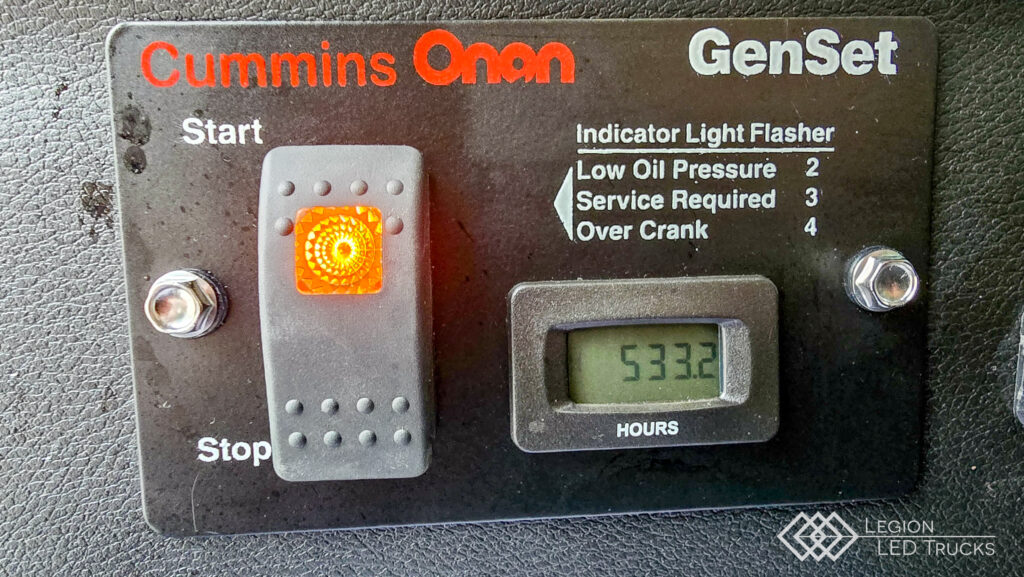 Cummins Onan GenSet
Start
Indicator Light Flasher
Low Oil Pressure 2
Service Required 3
Over Crank 4
533.2
HOURS
Stop
LEGION
LED TRUCKS